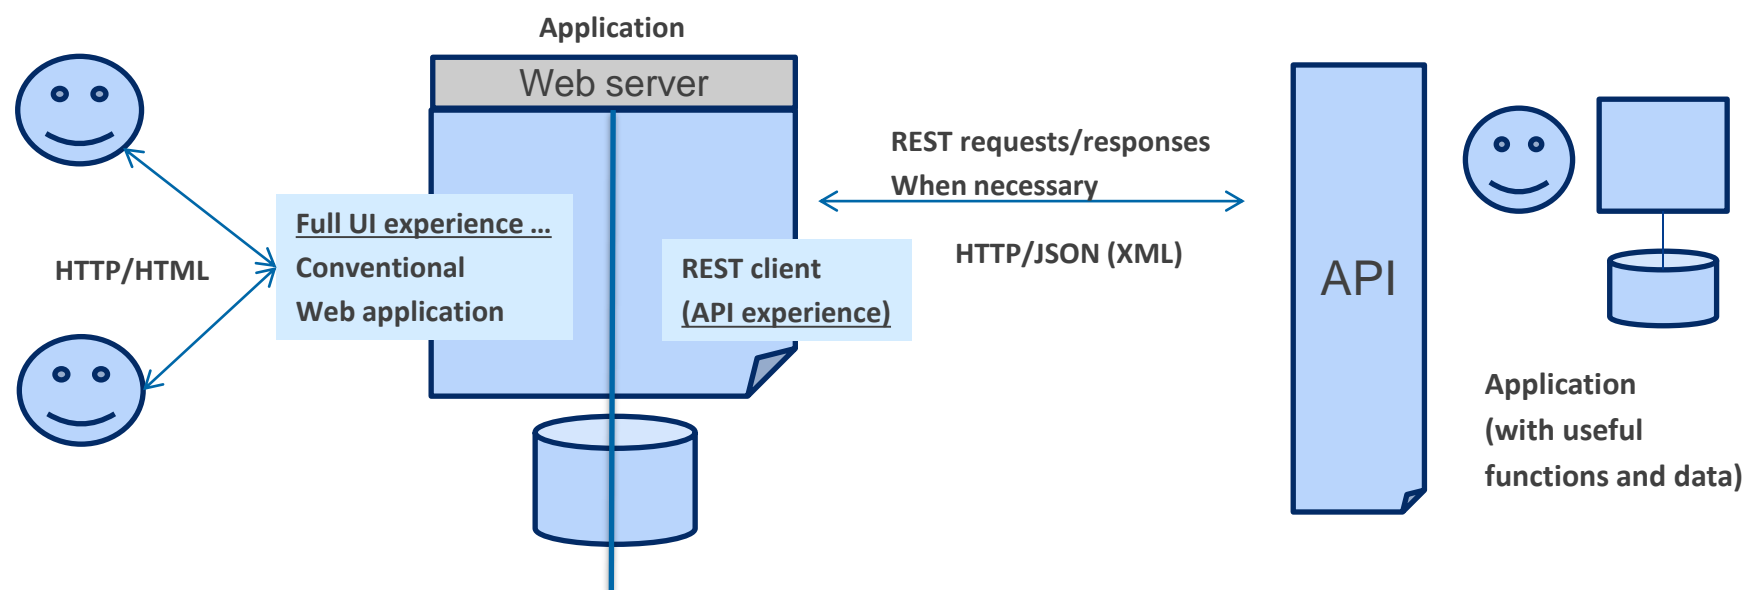 Application
Web server
HTTP/HTML
Full UI experience …
Conventional
Web application
REST client
(API experience)
REST requests/responses
When necessary
HTTP/JSON (XML)
API
Application
(with useful
functions and data)